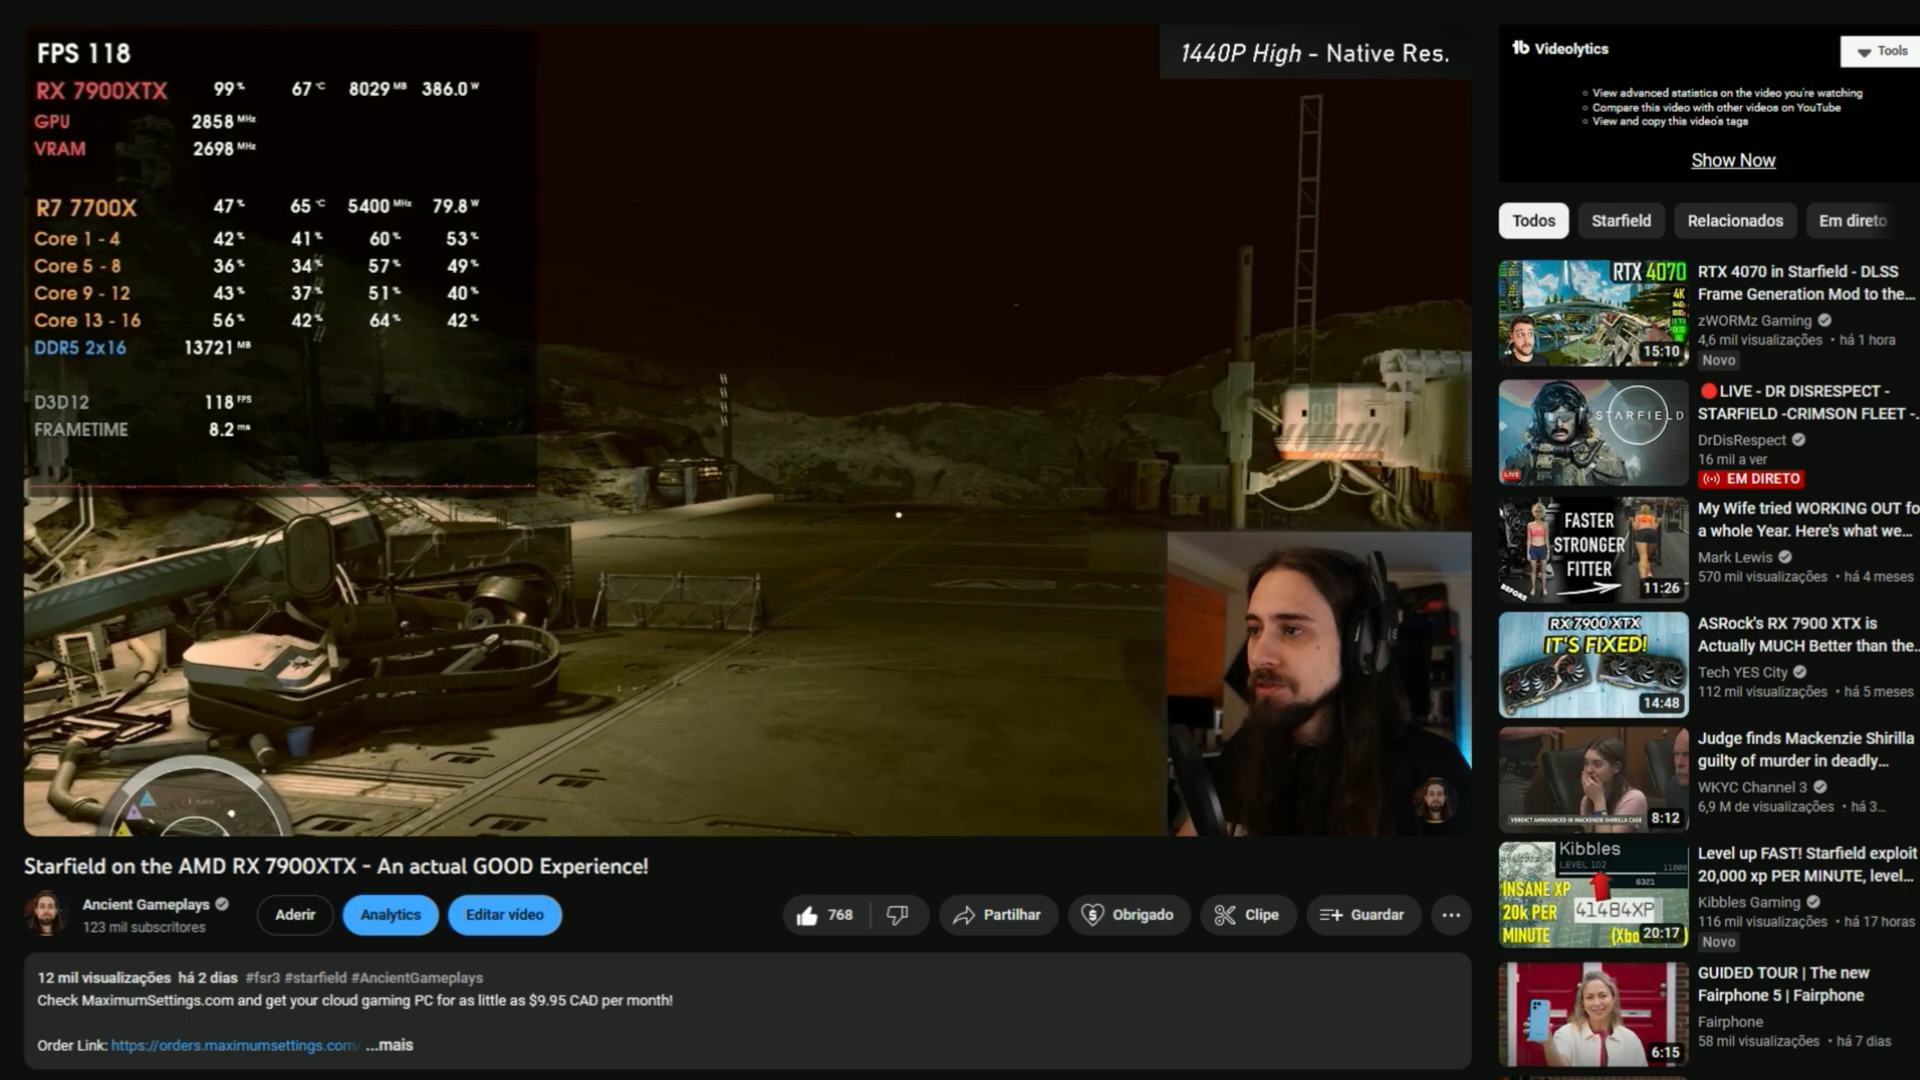 FPS 118
1440P High - Native Res.
RX 7900XTX 99% 67°C 8029MB 386.0W
GPU 2858MHz
VRAM 2698MHz
R7 7700X 47% 65°C 5400MHz 79.8W
Core 1 - 4 42% 41% 60% 53%
Core 5 - 8 36% 34% 57% 49%
Core 9 - 12 43% 37% 51% 40%
Core 13 - 16 56% 42% 64% 42%
DDR5 2x16 13721MB
D3D12 118FPS
FRAMETIME 8.2ms
09
Starfield on the AMD RX 7900XTX - An actual GOOD Experience!
Ancient Gameplays
123 mil subscritores
Aderir
Analytics
Editar vídeo
768
Partilhar
Obrigado
Clipe
Guardar
12 mil visualizações há 2 dias #fsr3 #starfield #AncientGameplays
Check MaximumSettings.com and get your cloud gaming PC for as little as $9.95 CAD per month!
Order Link: https://orders.maximumsettings.com/ ...mais
tb Videolytics
Tools
View advanced statistics on the video you're watching
Compare this video with other videos on YouTube
View and copy this video's tags
Show Now
Todos Starfield Relacionados Em direto
RTX 4070
4K
15:10
RTX 4070 in Starfield - DLSS
Frame Generation Mod to the...
zWORMz Gaming
4,6 mil visualizações • há 1 hora
Novo
STARFIELD
LIVE
LIVE - DR DISRESPECT -
STARFIELD -CRIMSON FLEET -...
DrDisRespect
16 mil a ver
EM DIRETO
FASTER
STRONGER
FITTER
BEFORE
11:26
My Wife tried WORKING OUT fo
a whole Year. Here's what we...
Mark Lewis
570 mil visualizações • há 4 meses
RX 7900 XTX
IT'S FIXED!
14:48
ASRock's RX 7900 XTX is
Actually MUCH Better than the...
Tech YES City
112 mil visualizações • há 5 meses
VERDICT ANNOUNCED IN MACKENZIE SHIRILLA CASE
8:12
Judge finds Mackenzie Shirilla
guilty of murder in deadly...
WKYC Channel 3
6,9 M de visualizações • há 3...
Kibbles
LEVEL 102
8321
INSANE XP
20k PER
MINUTE
41484XP
(Xbo
20:17
Level up FAST! Starfield exploit
20,000 xp PER MINUTE, level...
Kibbles Gaming
116 mil visualizações • há 17 horas
Novo
6:15
GUIDED TOUR | The new
Fairphone 5 | Fairphone
Fairphone
58 mil visualizações • há 7 dias